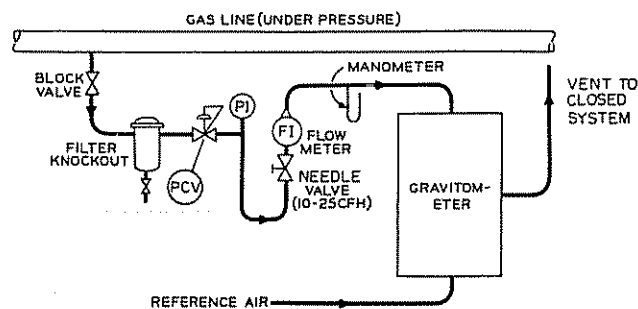 GAS LINE (UNDER PRESSURE)
BLOCK
VALVE
FILTER
KNOCKOUT
PCV
PI
FI
FLOW
METER
NEEDLE
VALVE
(10-25CFH)
MANOMETER
GRAVITOM-
ETER
VENT TO
CLOSED
SYSTEM
REFERENCE AIR